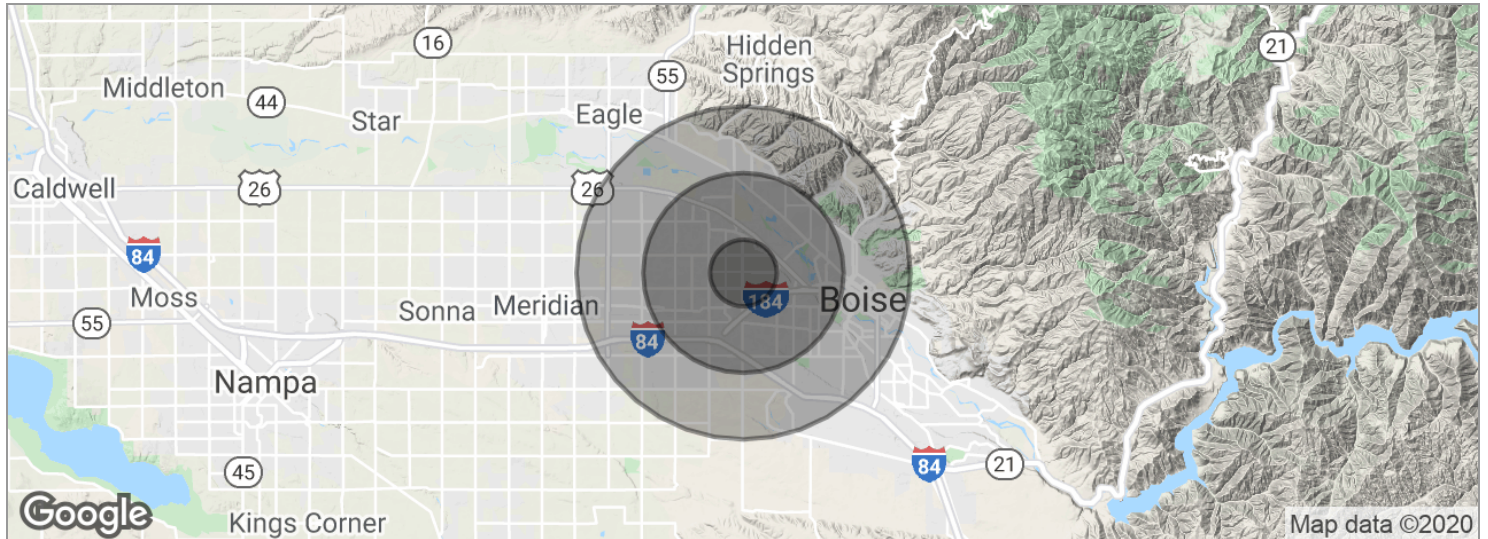 16
Hidden
Springs
21
55
Middleton
44
Star
Eagle
Caldwell
26
26
84
Moss
Sonna
Meridian
184
Boise
55
84
Nampa
45
84
21
Google
Kings Corner
Map data ©2020